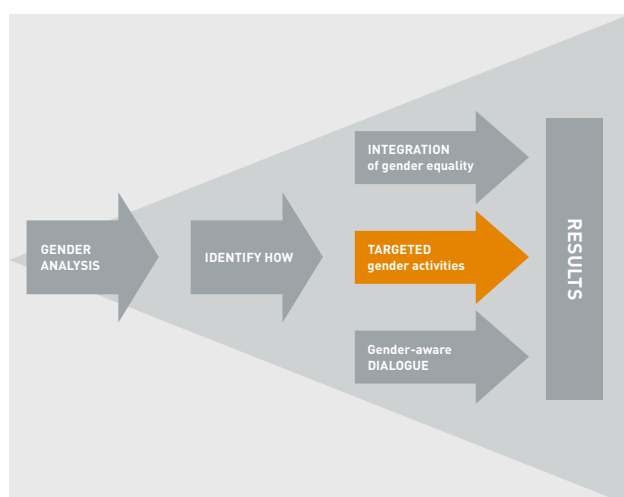 GENDER
ANALYSIS
IDENTIFY HOW
INTEGRATION
of gender equality
TARGETED
gender activities
Gender-aware
DIALOGUE
RESULTS